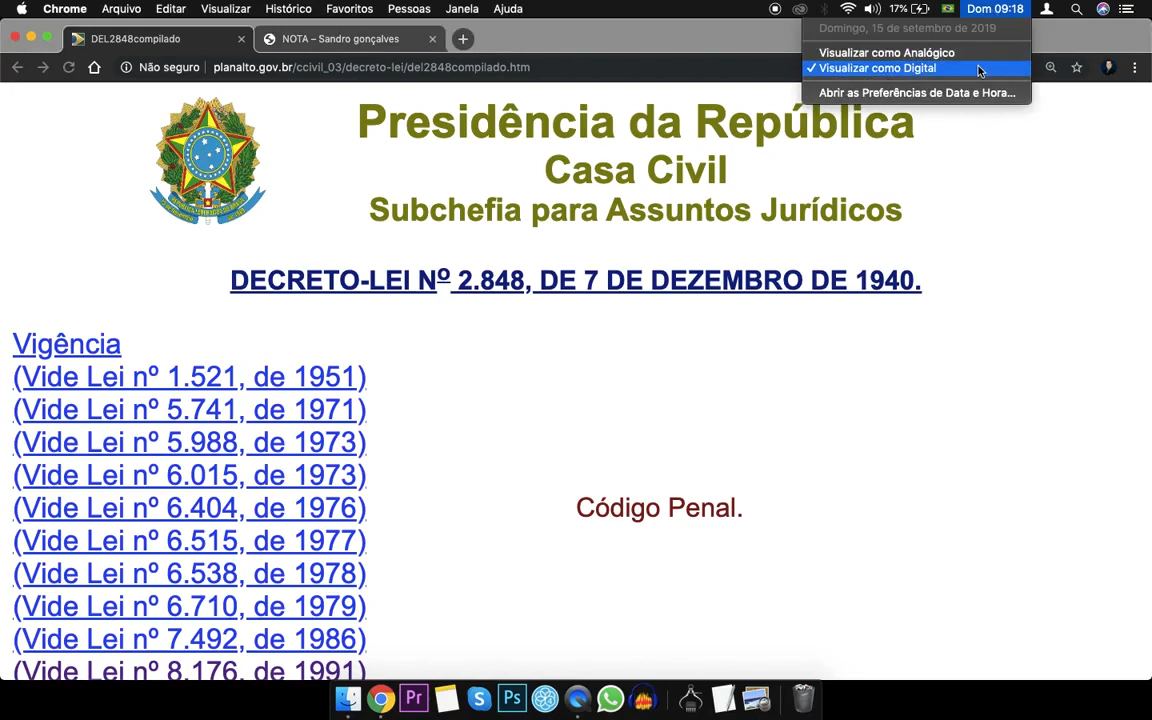 Chrome Arquivo Editar Visualizar Histórico Favoritos Pessoas Janela Ajuda 17% Dom 09:18
DEL2848compilado NOTA – Sandro gonçalves
Domingo, 15 de setembro de 2019
Visualizar como Analógico
✓ Visualizar como Digital
Abrir as Preferências de Data e Hora...
Não seguro planalto.gov.br/ccivil_03/decreto-lei/del2848compilado.htm
Presidência da República
Casa Civil
Subchefia para Assuntos Jurídicos
DECRETO-LEI Nº 2.848, DE 7 DE DEZEMBRO DE 1940.
Vigência
(Vide Lei nº 1.521, de 1951)
(Vide Lei nº 5.741, de 1971)
(Vide Lei nº 5.988, de 1973)
(Vide Lei nº 6.015, de 1973)
(Vide Lei nº 6.404, de 1976)
(Vide Lei nº 6.515, de 1977)
(Vide Lei nº 6.538, de 1978)
(Vide Lei nº 6.710, de 1979)
(Vide Lei nº 7.492, de 1986)
(Vide Lei nº 8.176, de 1991)
Código Penal.
Pr
Ps